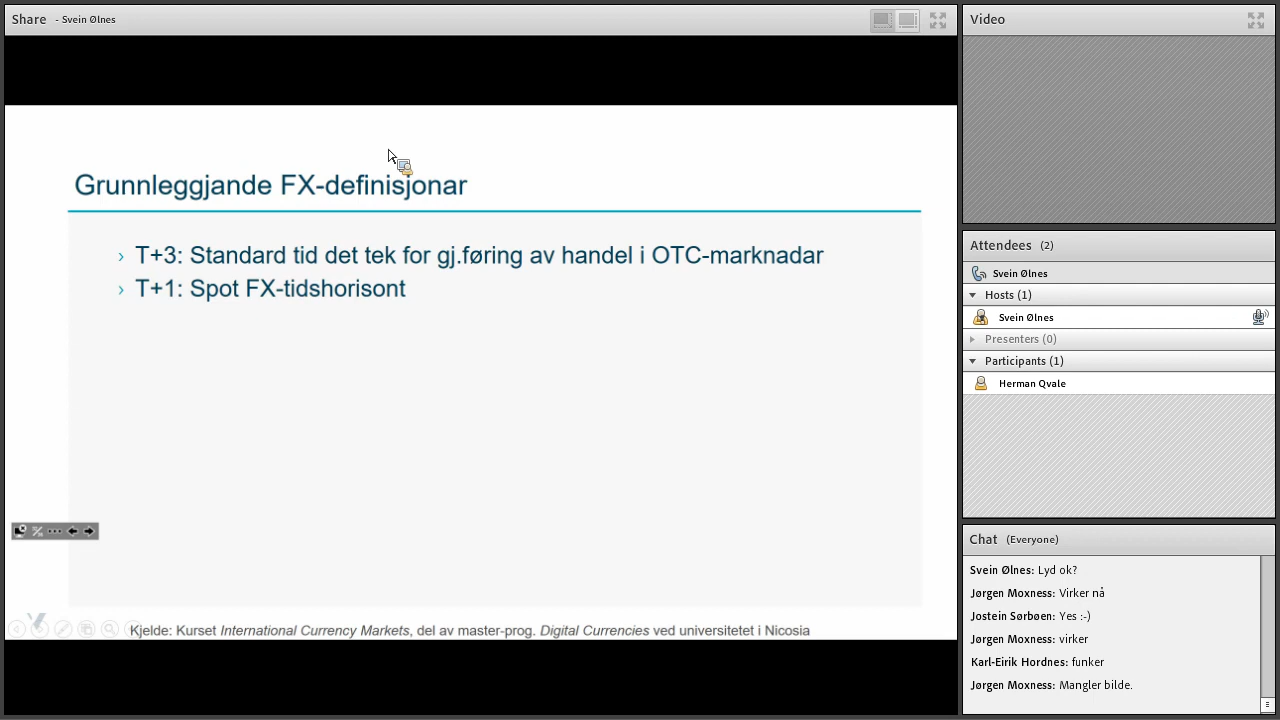 Share - Svein Ølnes
Grunnleggjande FX-definisjonar
› T+3: Standard tid det tek for gj.føring av handel i OTC-marknadar
› T+1: Spot FX-tidshorisont
Kjelde: Kurset International Currency Markets, del av master-prog. Digital Currencies ved universitetet i Nicosia
Video
Attendees (2)
Svein Ølnes
Hosts (1)
Svein Ølnes
Presenters (0)
Participants (1)
Herman Qvale
Chat (Everyone)
Svein Ølnes: Lyd ok?
Jørgen Moxness: Virker nå
Jostein Sørbøen: Yes :-)
Jørgen Moxness: virker
Karl-Eirik Hordnes: funker
Jørgen Moxness: Mangler bilde.